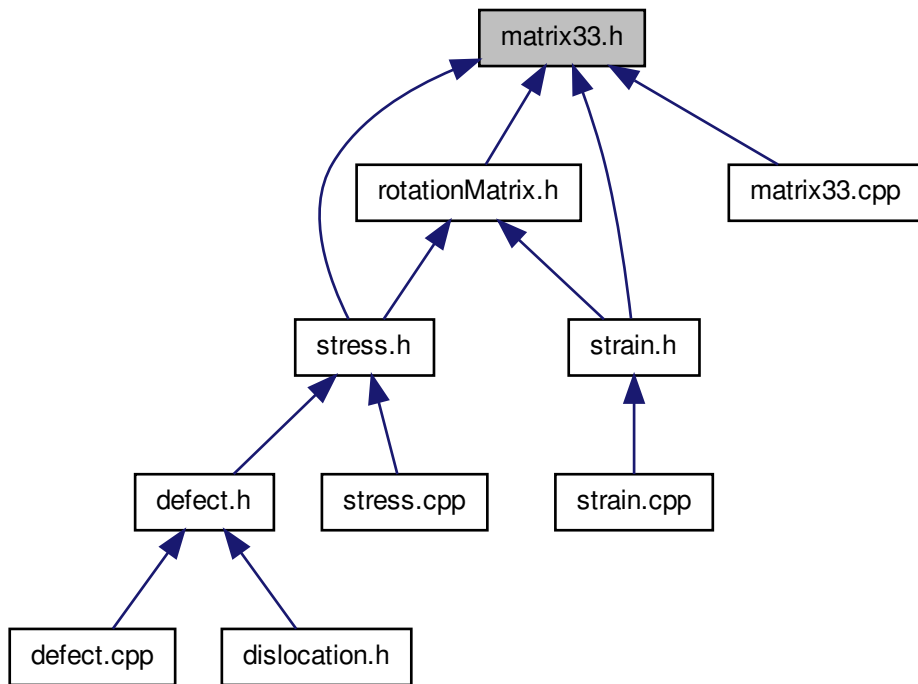 matrix33.h
rotationMatrix.h
matrix33.cpp
stress.h
strain.h
defect.h
stress.cpp
strain.cpp
defect.cpp
dislocation.h